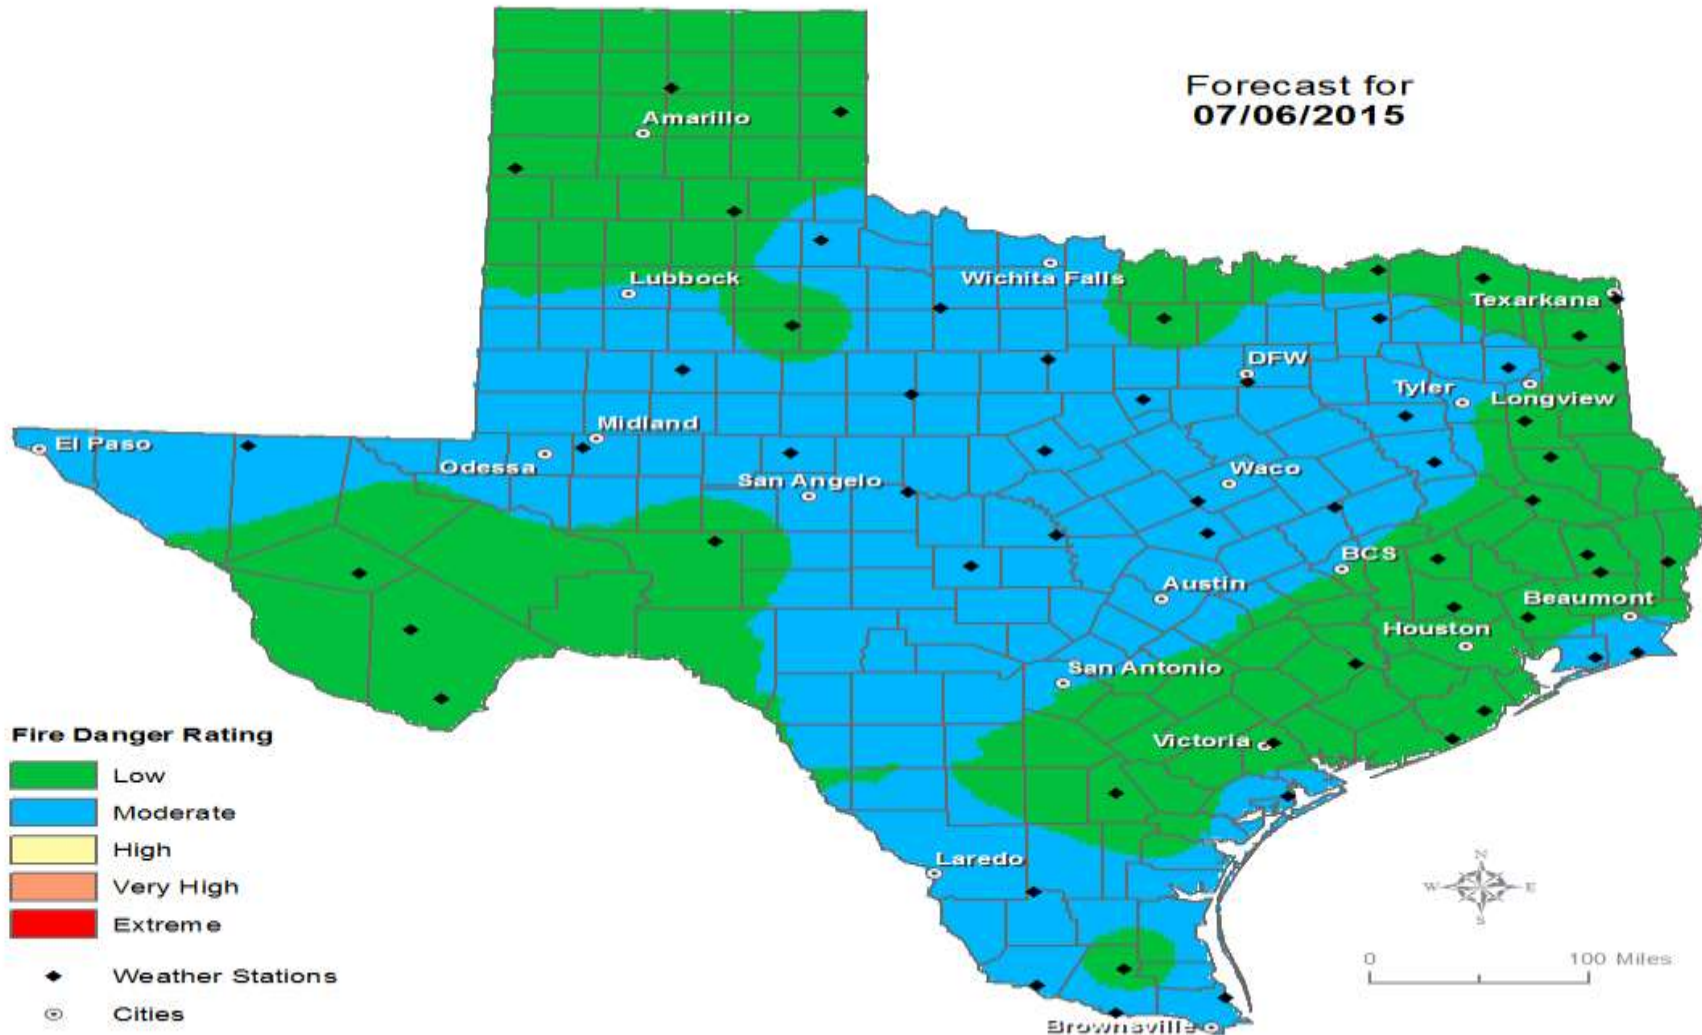 Forecast for
07/06/2015
Amarillo
Lubbock
Wichita Falls
Texarkana
DFW
Tyler
Longview
El Paso
Midland
Odessa
San Angelo
Waco
BCS
Austin
Beaumont
Houston
San Antonio
Victoria
Laredo
Brownsville
Fire Danger Rating
Low
Moderate
High
Very High
Extreme
Weather Stations
Cities
N
W E
S
0 100 Miles